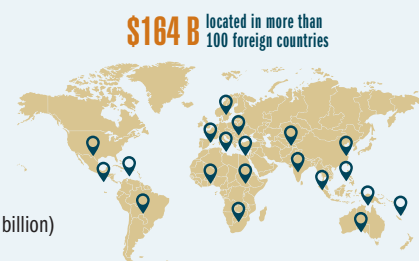 $164 B located in more than
100 foreign countries
billion)